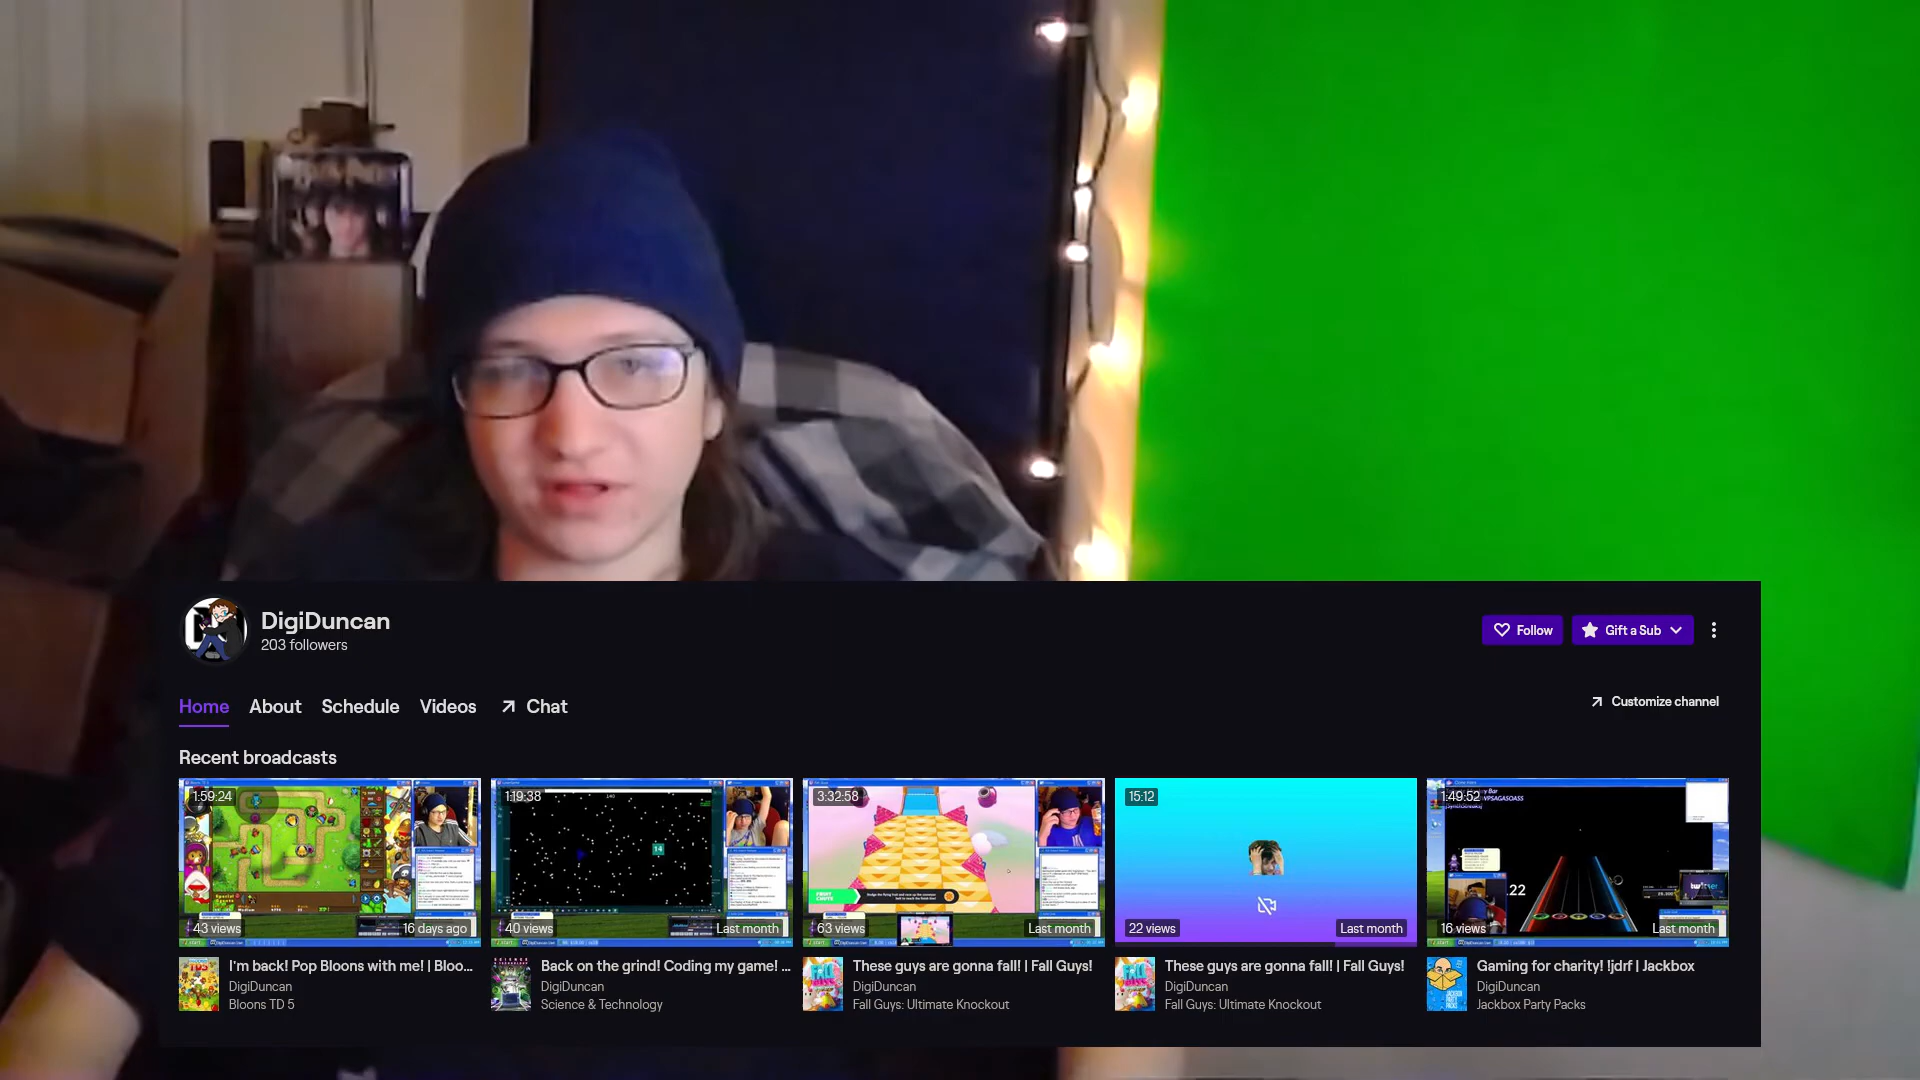 DigiDuncan
203 followers
Follow
Gift a Sub
Home
About
Schedule
Videos
Chat
Customize channel
Recent broadcasts
1:59:24
43 views
16 days ago
I'm back! Pop Bloons with me! | Bloo...
DigiDuncan
Bloons TD 5
1:19:38
14
40 views
Last month
Back on the grind! Coding my game! ...
DigiDuncan
Science & Technology
3:32:58
63 views
Last month
These guys are gonna fall! | Fall Guys!
DigiDuncan
Fall Guys: Ultimate Knockout
15:12
22 views
Last month
These guys are gonna fall! | Fall Guys!
DigiDuncan
Fall Guys: Ultimate Knockout
1:49:52
16 views
Last month
Gaming for charity! !jdrf | Jackbox
DigiDuncan
Jackbox Party Packs